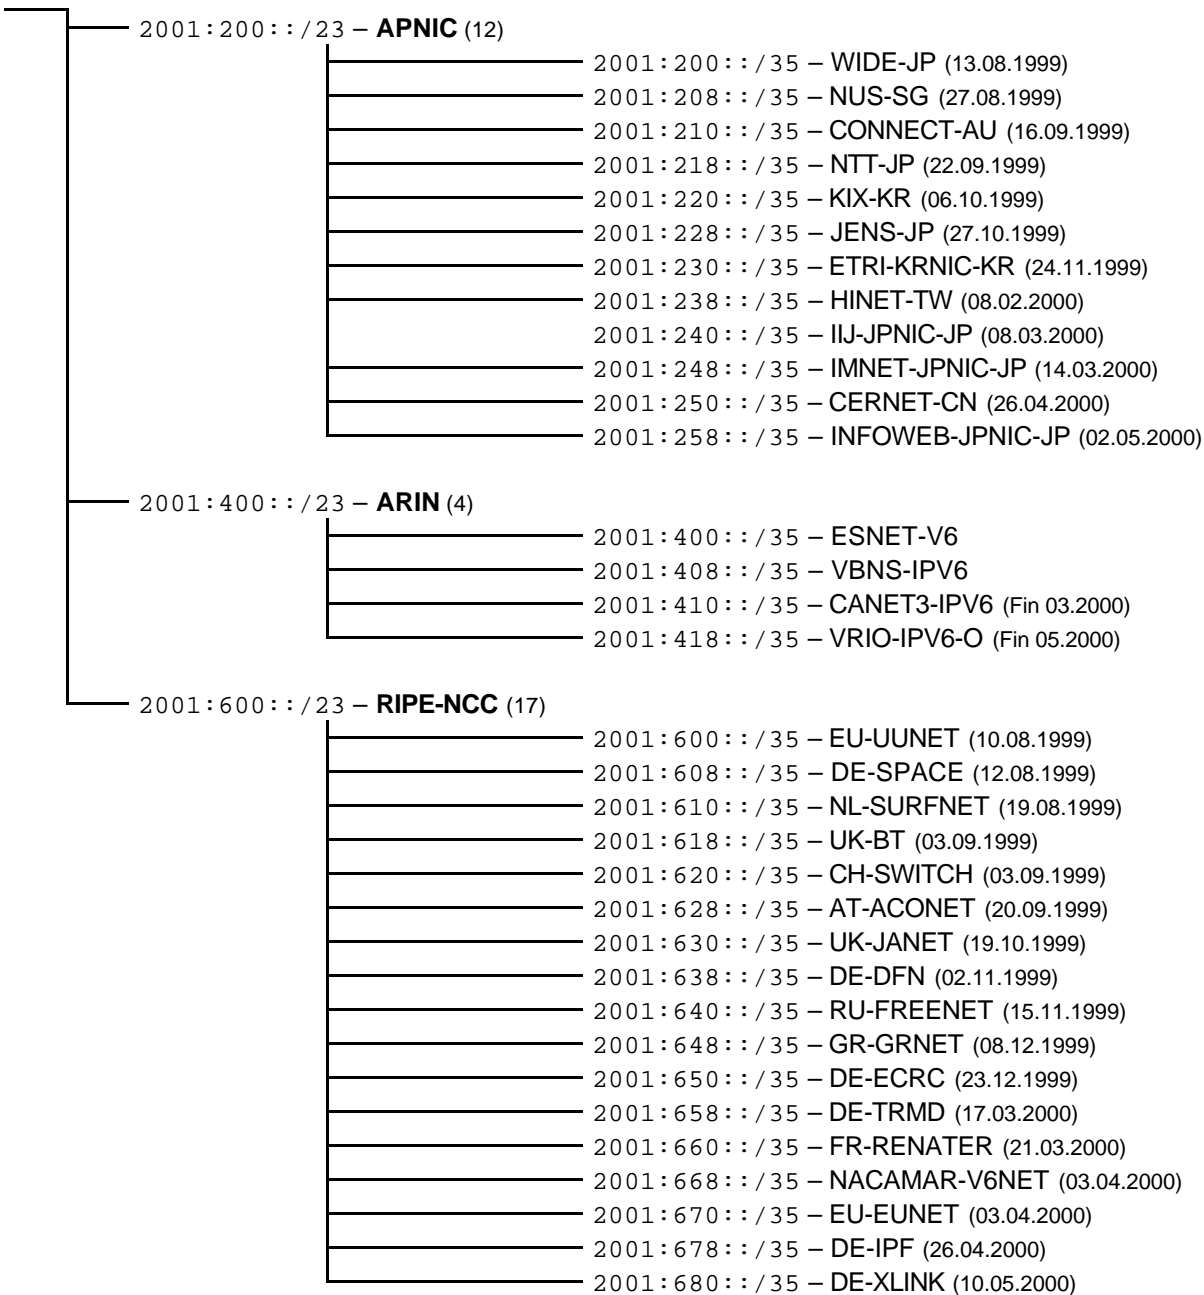 2001:200::/23 – APNIC (12)
2001:200::/35 – WIDE-JP (13.08.1999)
2001:208::/35 – NUS-SG (27.08.1999)
2001:210::/35 – CONNECT-AU (16.09.1999)
2001:218::/35 – NTT-JP (22.09.1999)
2001:220::/35 – KIX-KR (06.10.1999)
2001:228::/35 – JENS-JP (27.10.1999)
2001:230::/35 – ETRI-KRNIC-KR (24.11.1999)
2001:238::/35 – HINET-TW (08.02.2000)
2001:240::/35 – IIJ-JPNIC-JP (08.03.2000)
2001:248::/35 – IMNET-JPNIC-JP (14.03.2000)
2001:250::/35 – CERNET-CN (26.04.2000)
2001:258::/35 – INFOWEB-JPNIC-JP (02.05.2000)
2001:400::/23 – ARIN (4)
2001:400::/35 – ESNET-V6
2001:408::/35 – VBNS-IPV6
2001:410::/35 – CANET3-IPV6 (Fin 03.2000)
2001:418::/35 – VRIO-IPV6-O (Fin 05.2000)
2001:600::/23 – RIPE-NCC (17)
2001:600::/35 – EU-UUNET (10.08.1999)
2001:608::/35 – DE-SPACE (12.08.1999)
2001:610::/35 – NL-SURFNET (19.08.1999)
2001:618::/35 – UK-BT (03.09.1999)
2001:620::/35 – CH-SWITCH (03.09.1999)
2001:628::/35 – AT-ACONET (20.09.1999)
2001:630::/35 – UK-JANET (19.10.1999)
2001:638::/35 – DE-DFN (02.11.1999)
2001:640::/35 – RU-FREENET (15.11.1999)
2001:648::/35 – GR-GRNET (08.12.1999)
2001:650::/35 – DE-ECRC (23.12.1999)
2001:658::/35 – DE-TRMD (17.03.2000)
2001:660::/35 – FR-RENATER (21.03.2000)
2001:668::/35 – NACAMAR-V6NET (03.04.2000)
2001:670::/35 – EU-EUNET (03.04.2000)
2001:678::/35 – DE-IPF (26.04.2000)
2001:680::/35 – DE-XLINK (10.05.2000)